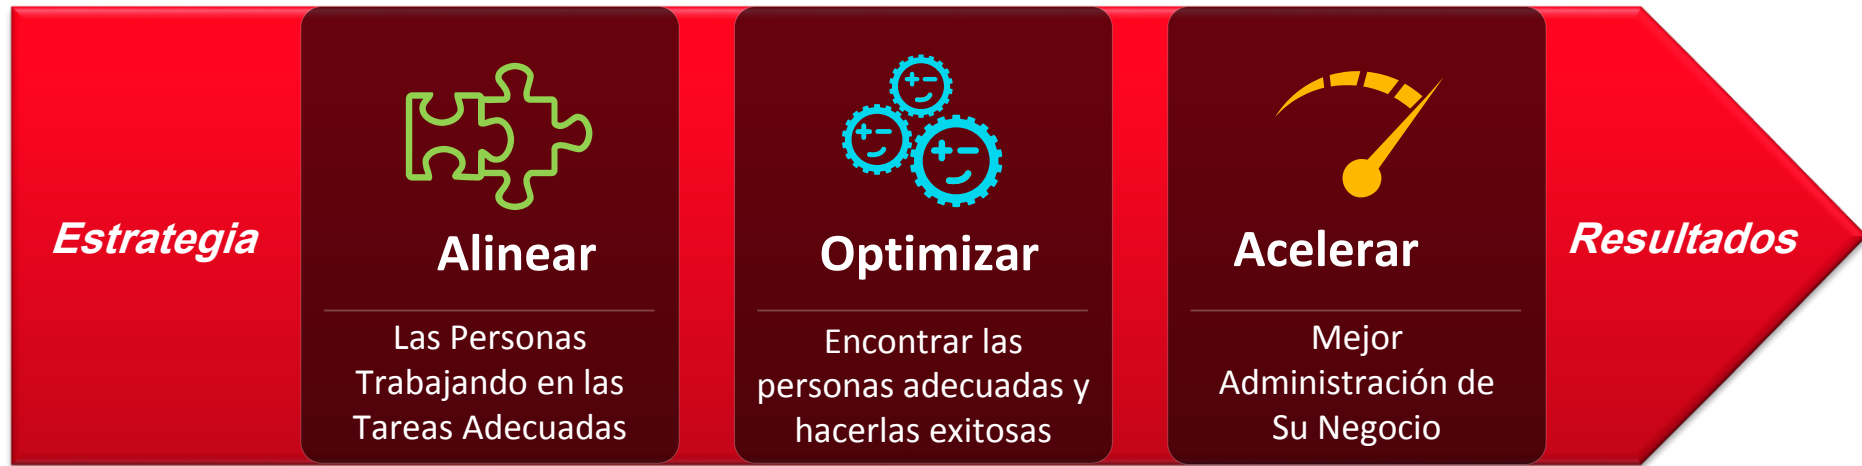 Estrategia
Alinear
Las Personas
Trabajando en las
Tareas Adecuadas
Optimizar
Encontrar las
personas adecuadas y
hacerlas exitosas
Acelerar
Mejor
Administración de
Su Negocio
Resultados